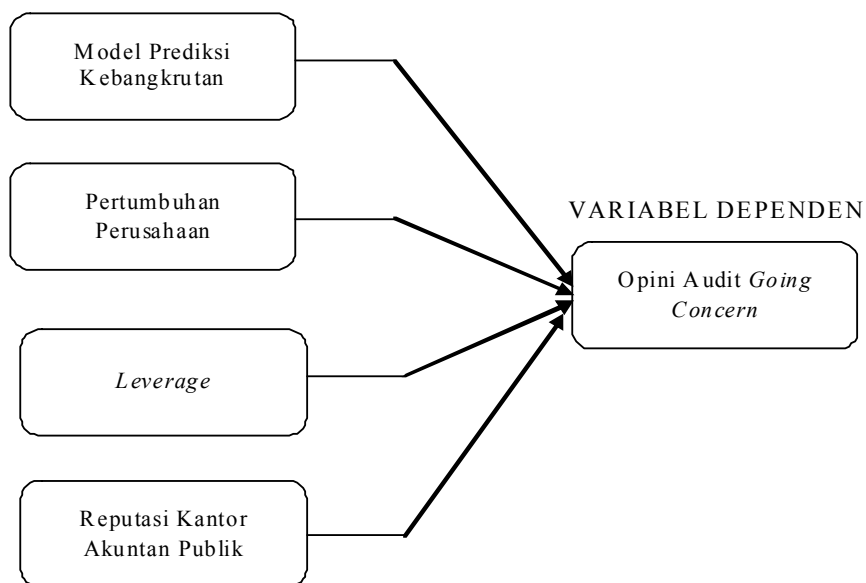 Model Prediksi
Kebangkrutan
Pertumbuhan
Perusahaan
VARIABEL DEPENDEN
Opini Audit Going
Concern
Leverage
Reputasi Kantor
Akuntan Publik